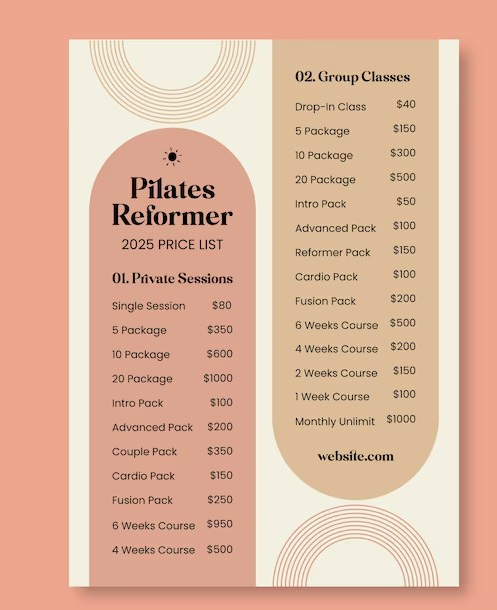 Pilates
Reformer
2025 PRICE LIST
01. Private Sessions
Single Session $80
5 Package $350
10 Package $600
20 Package $1000
Intro Pack $100
Advanced Pack $200
Couple Pack $350
Cardio Pack $150
Fusion Pack $250
6 Weeks Course $950
4 Weeks Course $500
02. Group Classes
Drop-In Class $40
5 Package $150
10 Package $300
20 Package $500
Intro Pack $50
Advanced Pack $100
Reformer Pack $150
Cardio Pack $100
Fusion Pack $200
6 Weeks Course $500
4 Weeks Course $200
2 Weeks Course $150
1 Week Course $100
Monthly Unlimit $1000
website.com